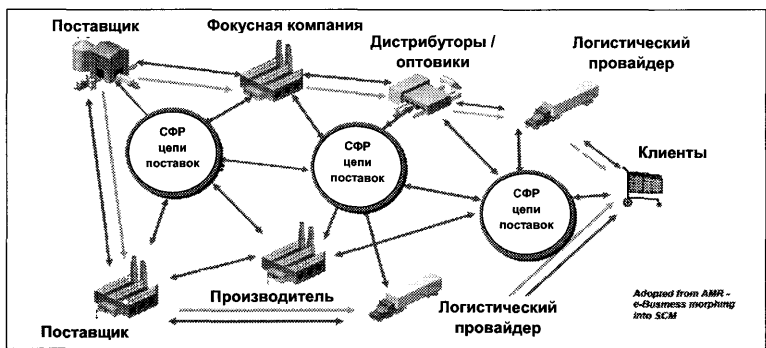 Поставщик
Фокусная компания
Дистрибуторы /
оптовики
Логистический
провайдер
СФР
цепи
поставок
СФР
цепи
поставок
Клиенты
СФР
цепи
поставок
Поставщик
Производитель
Логистический
провайдер
Adopted from AMR –
e-Business morphing
into SCM